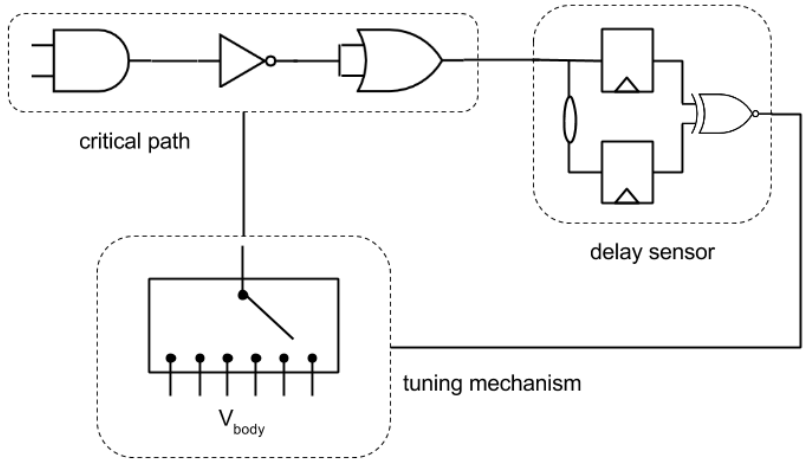 critical path
delay sensor
tuning mechanism
Vbody